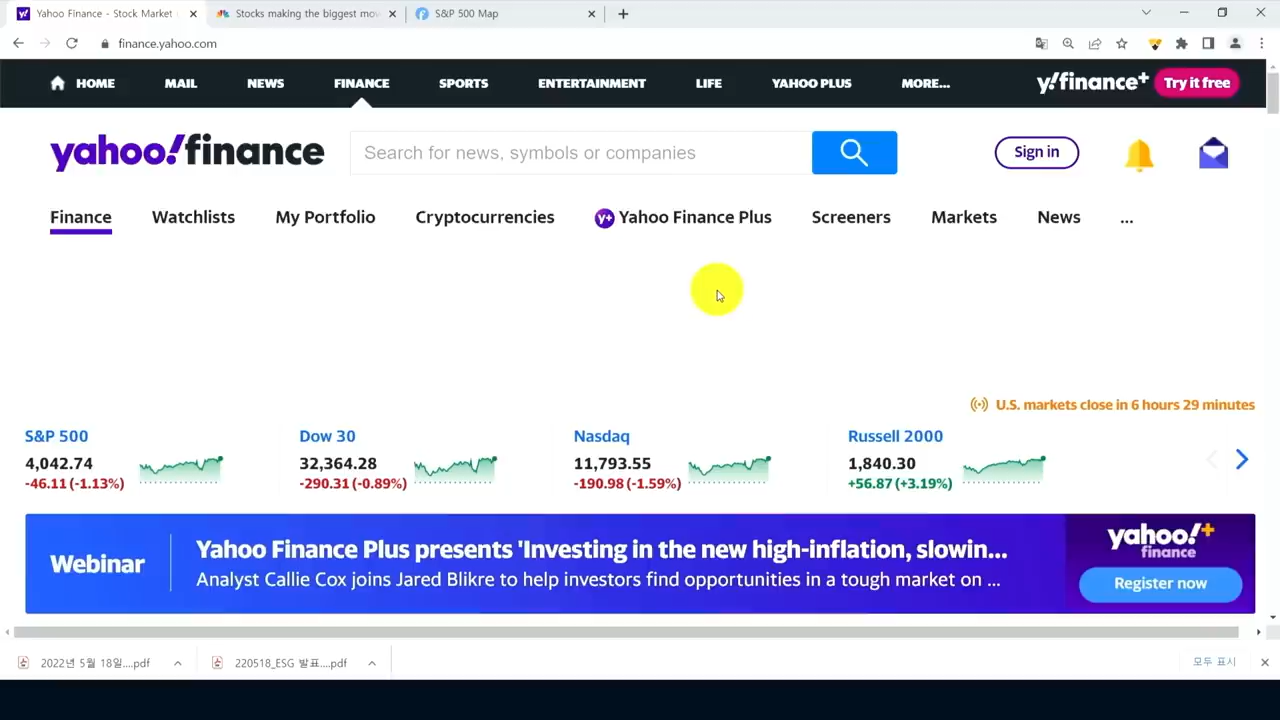 Yahoo Finance - Stock Market
Stocks making the biggest mov
S&P 500 Map
finance.yahoo.com
HOME MAIL NEWS FINANCE SPORTS ENTERTAINMENT LIFE YAHOO PLUS MORE... y!finance+ Try it free
yahoo!finance Search for news, symbols or companies Sign in
Finance Watchlists My Portfolio Cryptocurrencies y+ Yahoo Finance Plus Screeners Markets News ...
U.S. markets close in 6 hours 29 minutes
S&P 500 Dow 30 Nasdaq Russell 2000
4,042.74 32,364.28 11,793.55 1,840.30
-46.11 (-1.13%) -290.31 (-0.89%) -190.98 (-1.59%) +56.87 (+3.19%)
Webinar
Yahoo Finance Plus presents 'Investing in the new high-inflation, slowin...
Analyst Callie Cox joins Jared Blikre to help investors find opportunities in a tough market on ...
yahoo!+
finance
Register now
2022년 5월 18일....pdf 220518_ESG 발표....pdf 모두 표시